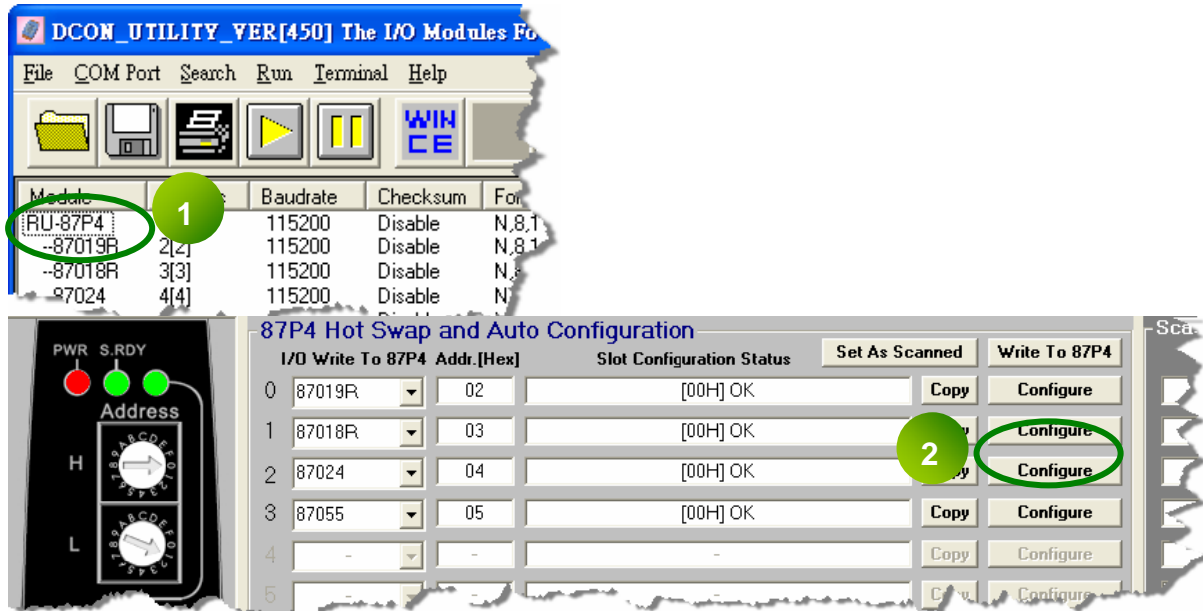 DCON_UTILITY_VER[450] The I/O Modules Fo
File COM Port Search Run Terminal Help
WIN
CE
Module Baudrate Checksum For
1
RU-87P4 115200 Disable N,8,1
--87019R 2[2] 115200 Disable N,8,1
--87018R 3[3] 115200 Disable N,
87024 4[4] 115200 Disable N
PWR S.RDY
Address
H
L
87P4 Hot Swap and Auto Configuration
I/O Write To 87P4 Addr.[Hex] Slot Configuration Status Set As Scanned Write To 87P4
0 87019R 02 [00H] OK Copy Configure
1 87018R 03 [00H] OK Configure
2
2 87024 04 [00H] OK Configure
3 87055 05 [00H] OK Copy Configure
4 - - - Copy Configure
5 Configure
Sca